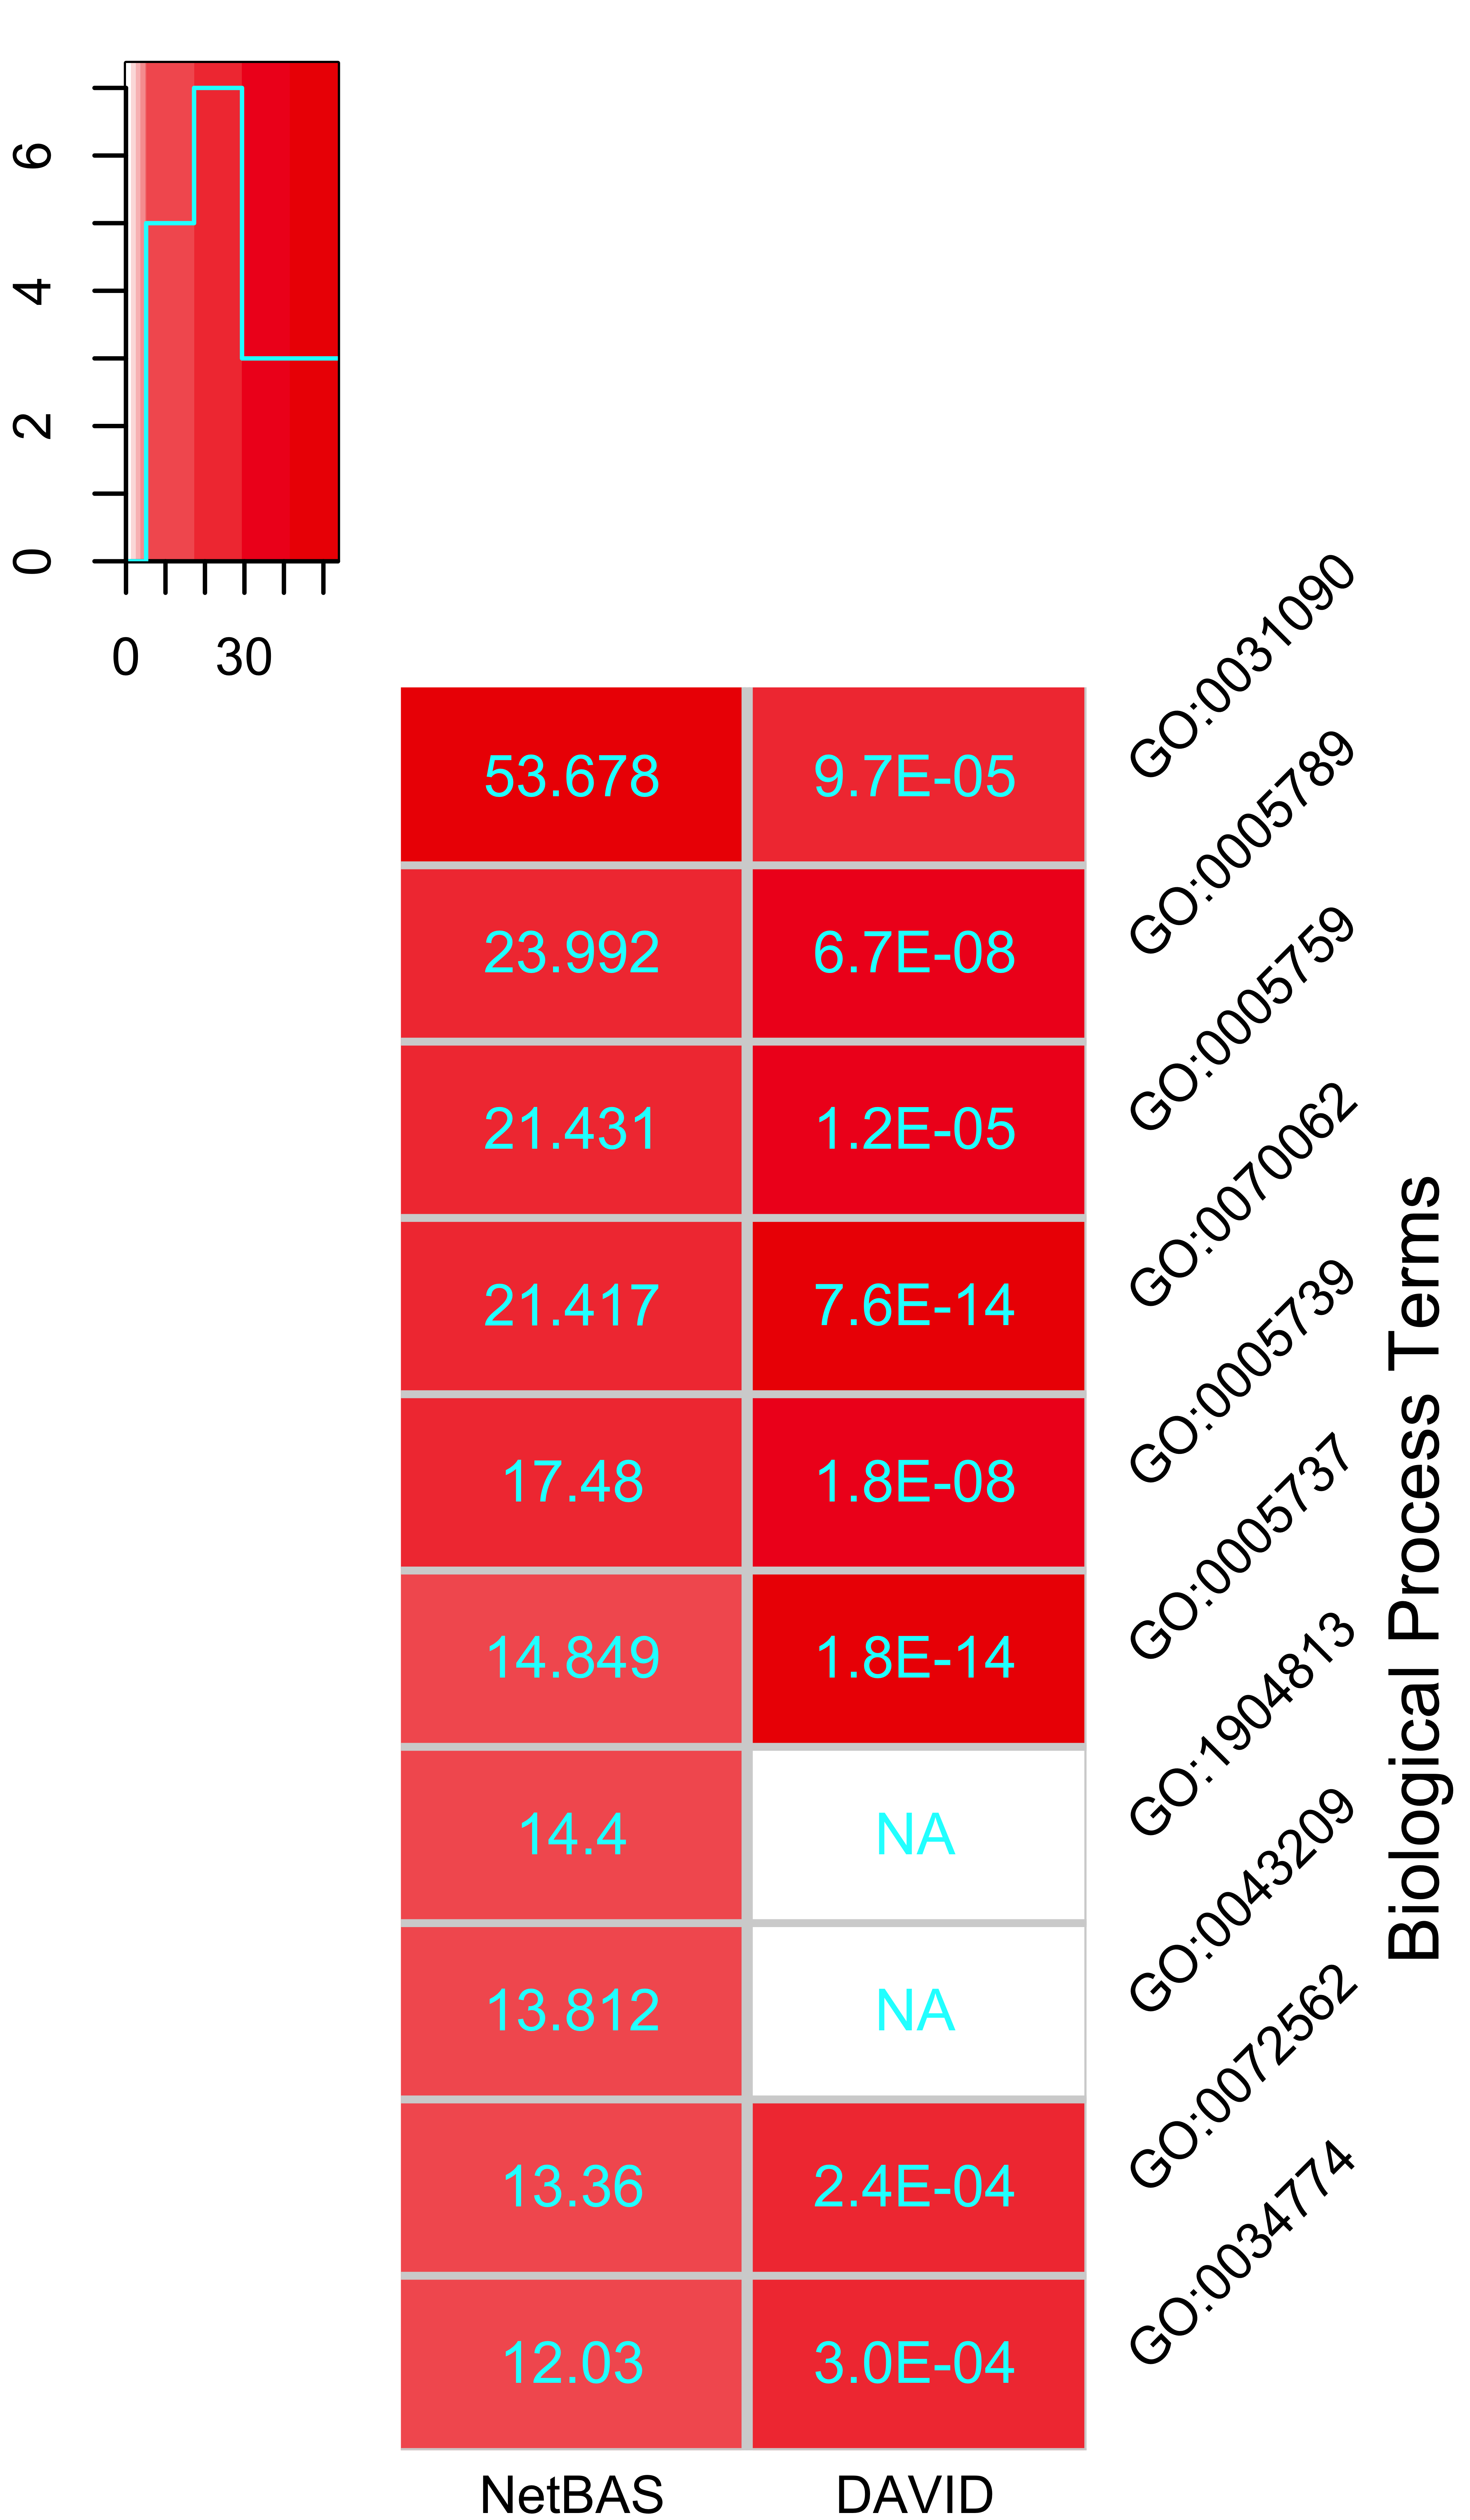 6
4
2
0
0 30
53.678 9.7E-05 GO:0031090
23.992 6.7E-08 GO:0005789
21.431 1.2E-05 GO:0005759
21.417 7.6E-14 GO:0070062
17.48 1.8E-08 GO:0005739
14.849 1.8E-14 GO:0005737
14.4 NA GO:1904813
13.812 NA GO:0043209
13.36 2.4E-04 GO:0072562
12.03 3.0E-04 GO:0034774
Biological Process Terms
NetBAS DAVID